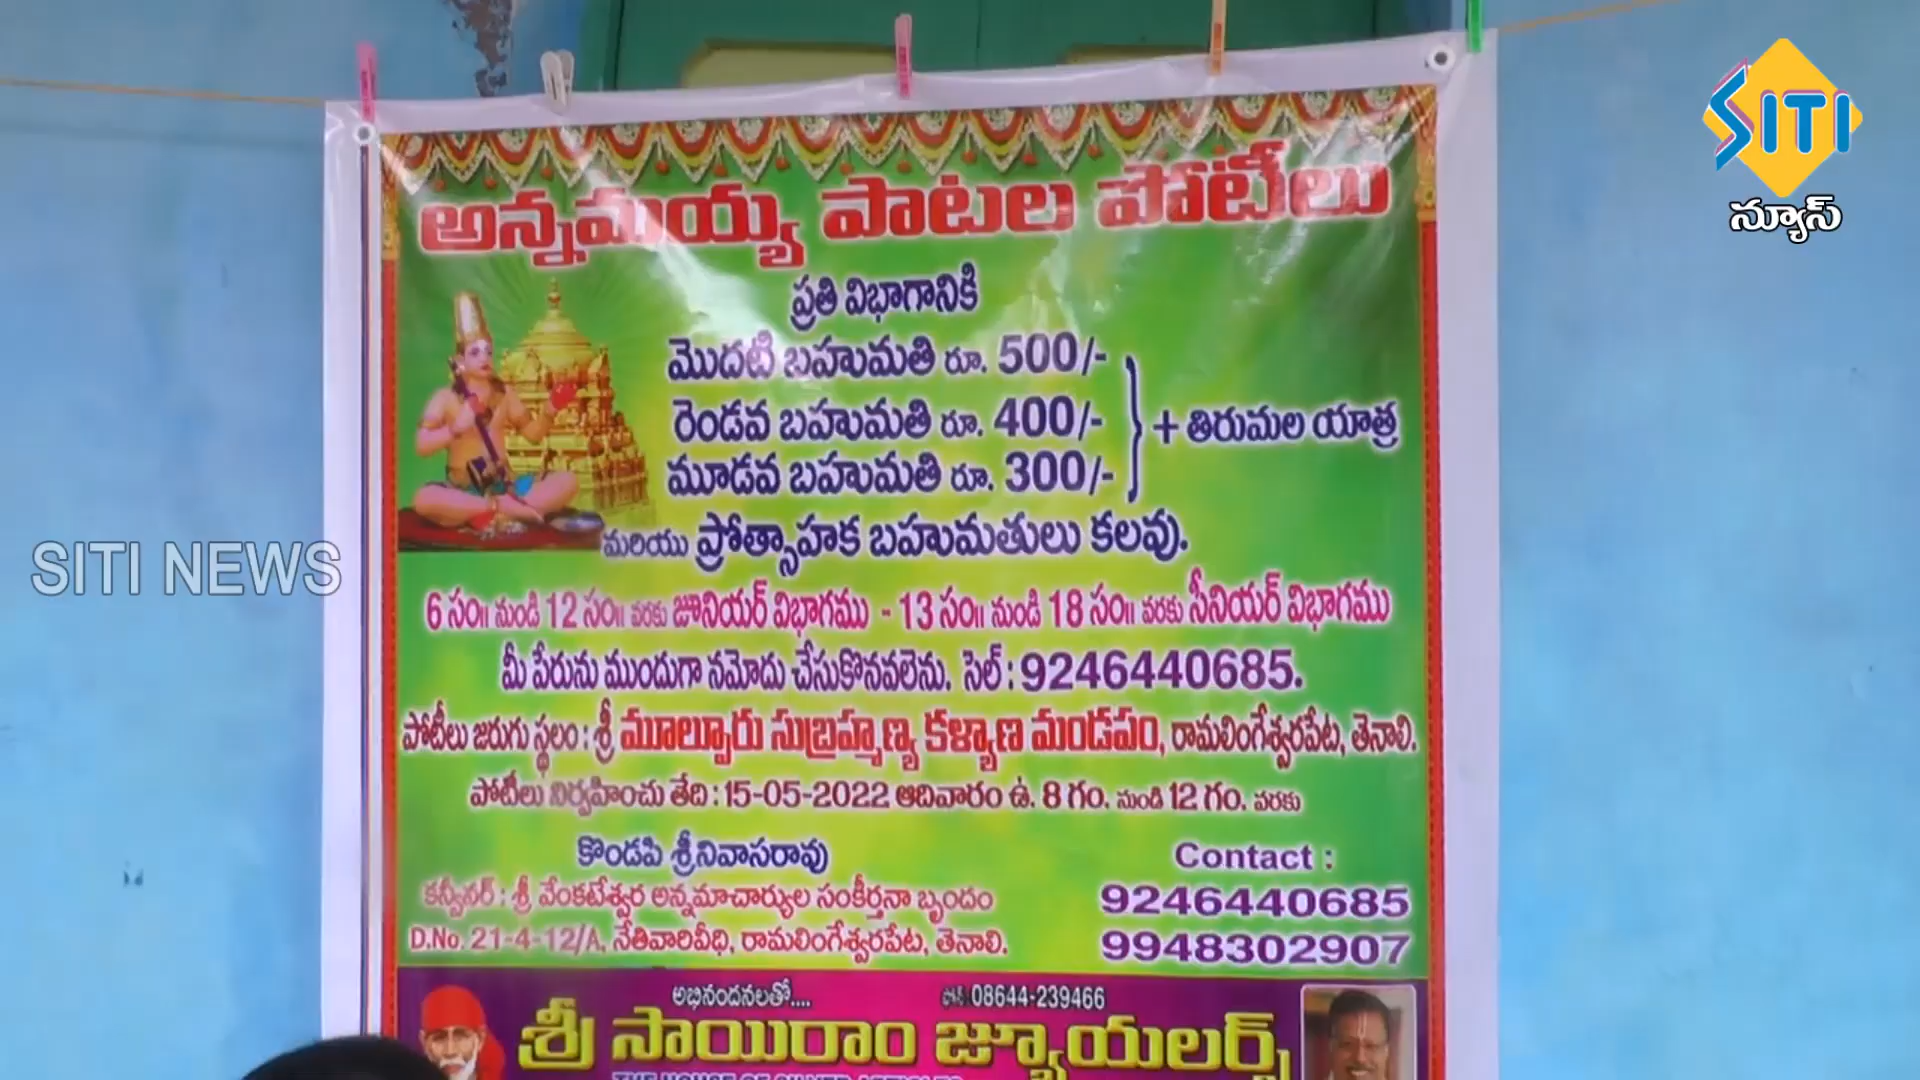 SITI
న్యూస్
అన్నమయ్య పాటల పోటీలు
ప్రతి విభాగానికి
మొదటి బహుమతి రూ. 500/-
రెండవ బహుమతి రూ. 400/-
+ తిరుమల యాత్ర
మూడవ బహుమతి రూ. 300/-
మరియు ప్రోత్సాహక బహుమతులు కలవు.
SITI NEWS
6 సం॥ నుండి 12 సం॥ వరకు జూనియర్ విభాగము - 13 సం॥ నుండి 18 సం॥ వరకు సీనియర్ విభాగము
మీ పేరును ముందుగా నమోదు చేసుకొనవలెను. సెల్ : 9246440685.
పోటీలు జరుగు స్థలం : శ్రీ మూల్పూరు సుబ్రహ్మణ్య కళ్యాణ మండపం, రామలింగేశ్వరపేట, తెనాలి.
పోటీలు నిర్వహించు తేది : 15-05-2022 ఆదివారం ఉ. 8 గం. నుండి 12 గం. వరకు
కొండపి శ్రీనివాసరావు
కన్వీనర్ : శ్రీ వేంకటేశ్వర అన్నమాచార్యుల సంకీర్తనా బృందం
D.No. 21-4-12/A, నేతివారివీధి, రామలింగేశ్వరపేట, తెనాలి.
Contact :
9246440685
9948302907
అభినందనలతో....
ఫోన్: 08644-239466
శ్రీ సాయిరాం జ్యూయలర్స్